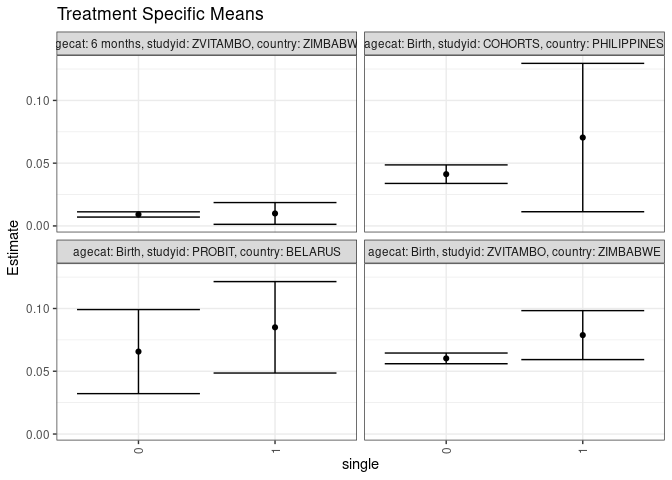 Treatment Specific Means
agecat: 6 months, studyid: ZVITAMBO, country: ZIMBABW
agecat: Birth, studyid: COHORTS, country: PHILIPPINES
0.10
0.05
0.00
agecat: Birth, studyid: PROBIT, country: BELARUS
agecat: Birth, studyid: ZVITAMBO, country: ZIMBABWE
0.10
0.05
0.00
Estimate
0
1
0
1
single